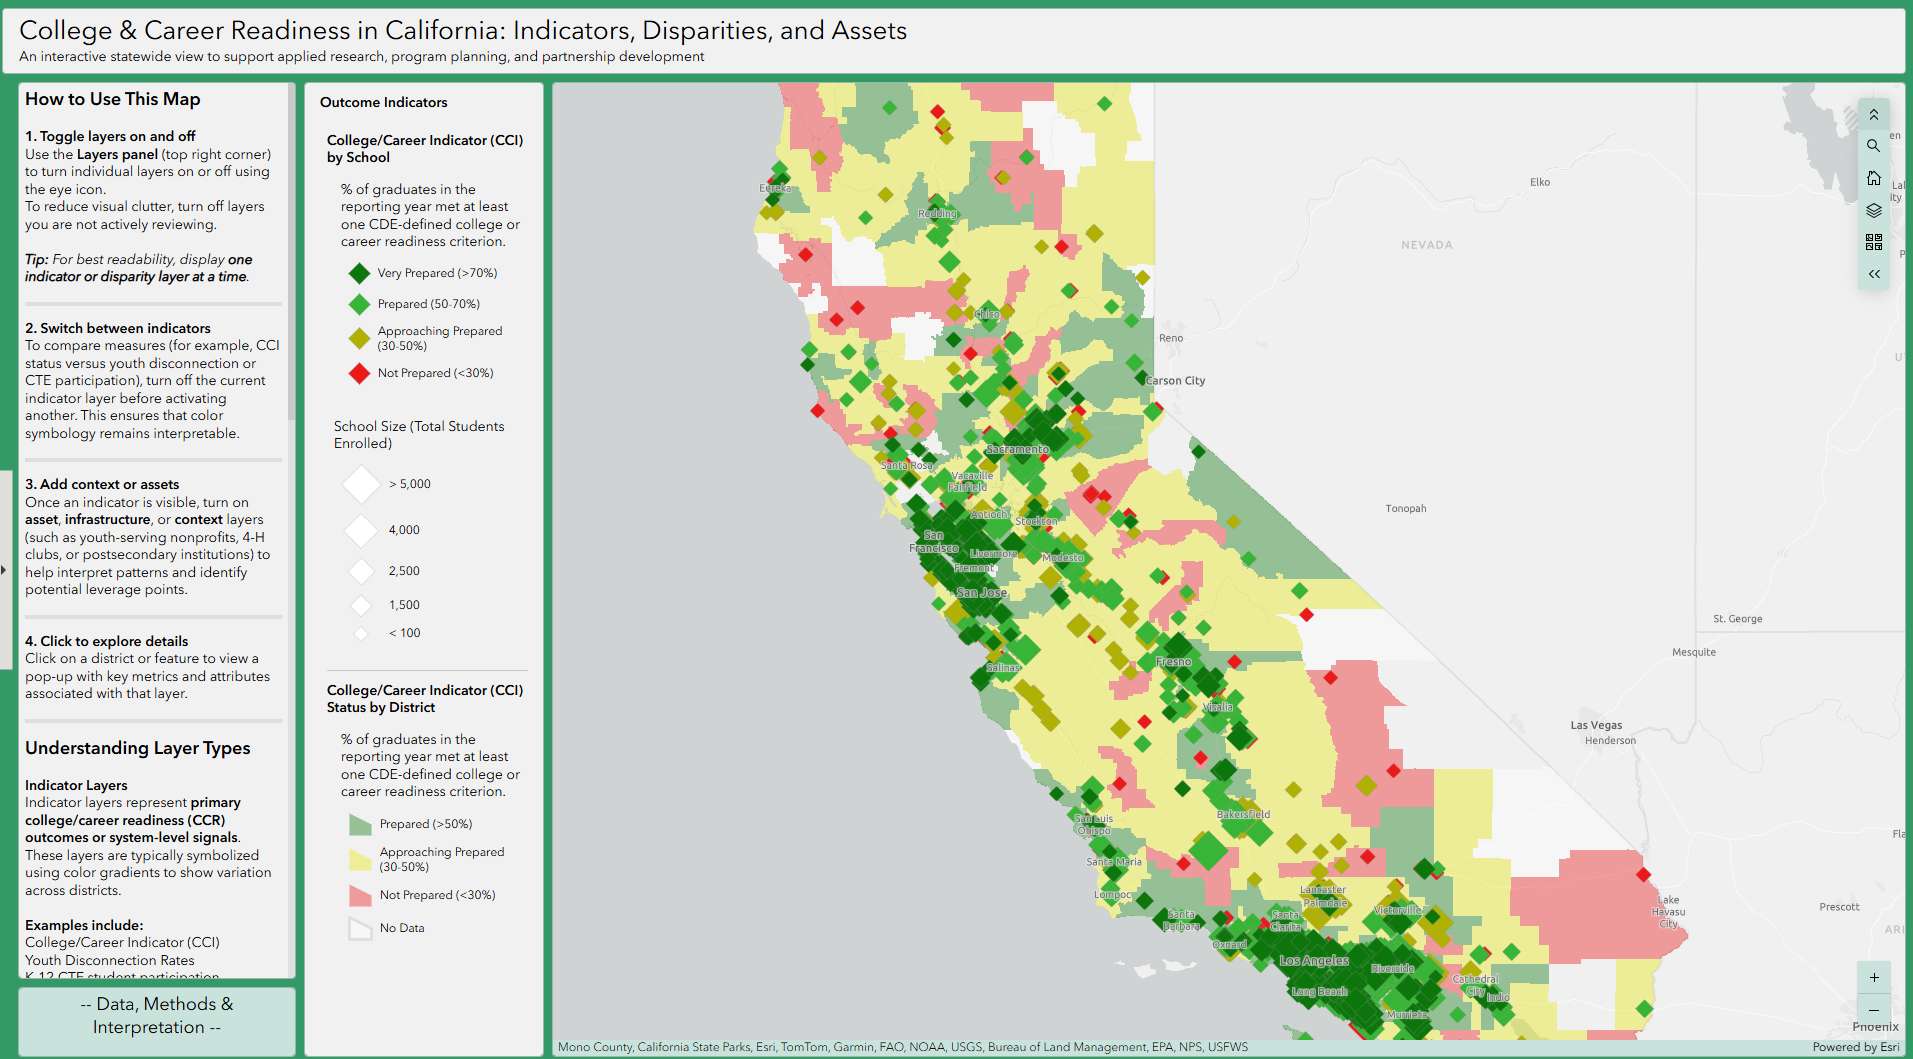 College & Career Readiness in California: Indicators, Disparities, and Assets
An interactive statewide view to support applied research, program planning, and partnership development
How to Use This Map
1. Toggle layers on and off
Use the Layers panel (top right corner)
to turn individual layers on or off using
the eye icon.
To reduce visual clutter, turn off layers
you are not actively reviewing.
Tip: For best readability, display one
indicator or disparity layer at a time.
2. Switch between indicators
To compare measures (for example, CCI
status versus youth disconnection or
CTE participation), turn off the current
indicator layer before activating
another. This ensures that color
symbology remains interpretable.
3. Add context or assets
Once an indicator is visible, turn on
asset, infrastructure, or context layers
(such as youth-serving nonprofits, 4-H
clubs, or postsecondary institutions) to
help interpret patterns and identify
potential leverage points.
4. Click to explore details
Click on a district or feature to view a
pop-up with key metrics and attributes
associated with that layer.
Understanding Layer Types
Indicator Layers
Indicator layers represent primary
college/career readiness (CCR)
outcomes or system-level signals.
These layers are typically symbolized
using color gradients to show variation
across districts.
Examples include:
College/Career Indicator (CCI)
Youth Disconnection Rates
K-12 CTE student participation
-- Data, Methods &
Interpretation --
Outcome Indicators
College/Career Indicator (CCI)
by School
% of graduates in the
reporting year met at least
one CDE-defined college or
career readiness criterion.
Very Prepared (>70%)
Prepared (50-70%)
Approaching Prepared
(30-50%)
Not Prepared (<30%)
School Size (Total Students
Enrolled)
> 5,000
4,000
2,500
1,500
< 100
College/Career Indicator (CCI)
Status by District
% of graduates in the
reporting year met at least
one CDE-defined college or
career readiness criterion.
Prepared (>50%)
Approaching Prepared
(30-50%)
Not Prepared (<30%)
No Data
Eureka
Redding
Elko
NEVADA
Chico
Reno
Carson City
Sacramento
Santa Rosa
Vacaville
Fairfield
Antioch
Stockton
Tonopah
San
Francisco
Livermore
Modesto
Fremont
San Jose
St. George
Mesquite
Salinas
Fresno
Visalia
Las Vegas
Henderson
San Luis
Obispo
Bakersfield
Santa Maria
Lompoc
Lancaster
Palmdale
Victorville
Lake
Havasu
City
Prescott
Santa
Barbara
Santa
Clarita
Oxnard
Los Angeles
Riverside
Long Beach
Cathedral
City
Indio
Murrieta
Phoenix
Mono County, California State Parks, Esri, TomTom, Garmin, FAO, NOAA, USGS, Bureau of Land Management, EPA, NPS, USFWS
Powered by Esri